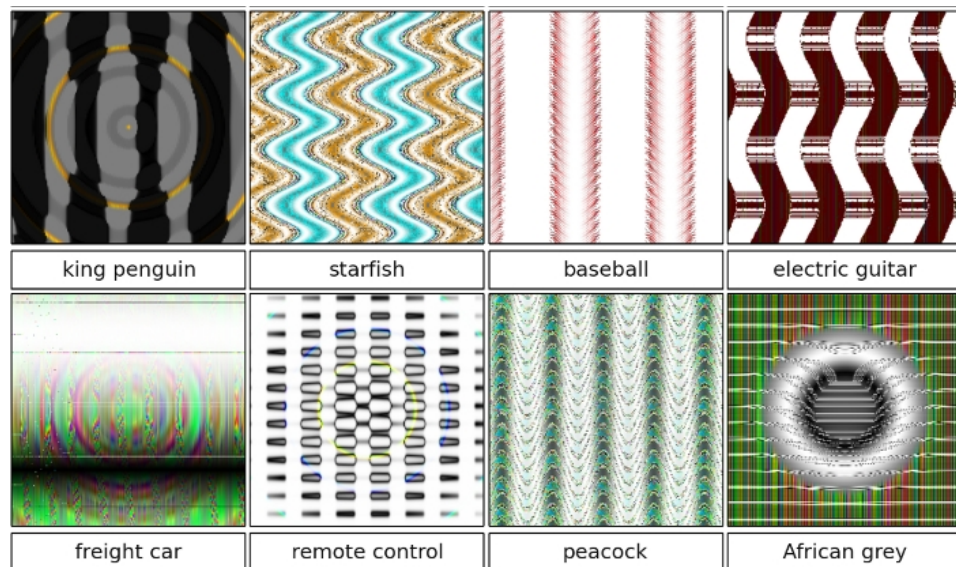 king penguin
starfish
baseball
electric guitar
freight car
remote control
peacock
African grey